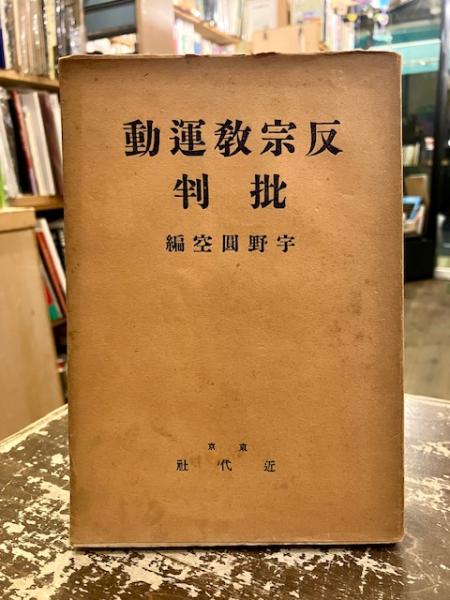 反宗教運動
批判
宇野圓空編
東京
近代社